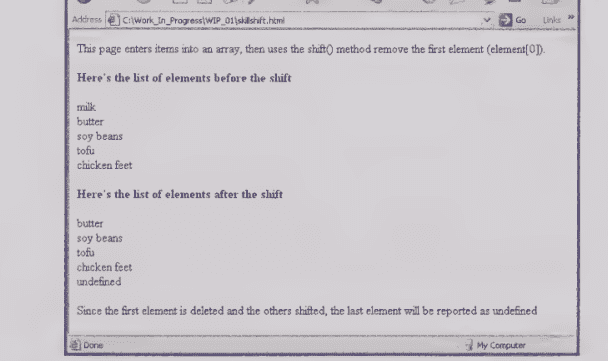 Address C:\Work_In_Progress\WIP_01\skillshift.html Go Links »
This page enters items into an array, then uses the shift() method remove the first element (element[0]).
Here's the list of elements before the shift
milk
butter
soy beans
tofu
chicken feet
Here's the list of elements after the shift
butter
soy beans
tofu
chicken feet
undefined
Since the first element is deleted and the others shifted, the last element will be reported as undefined
Done My Computer